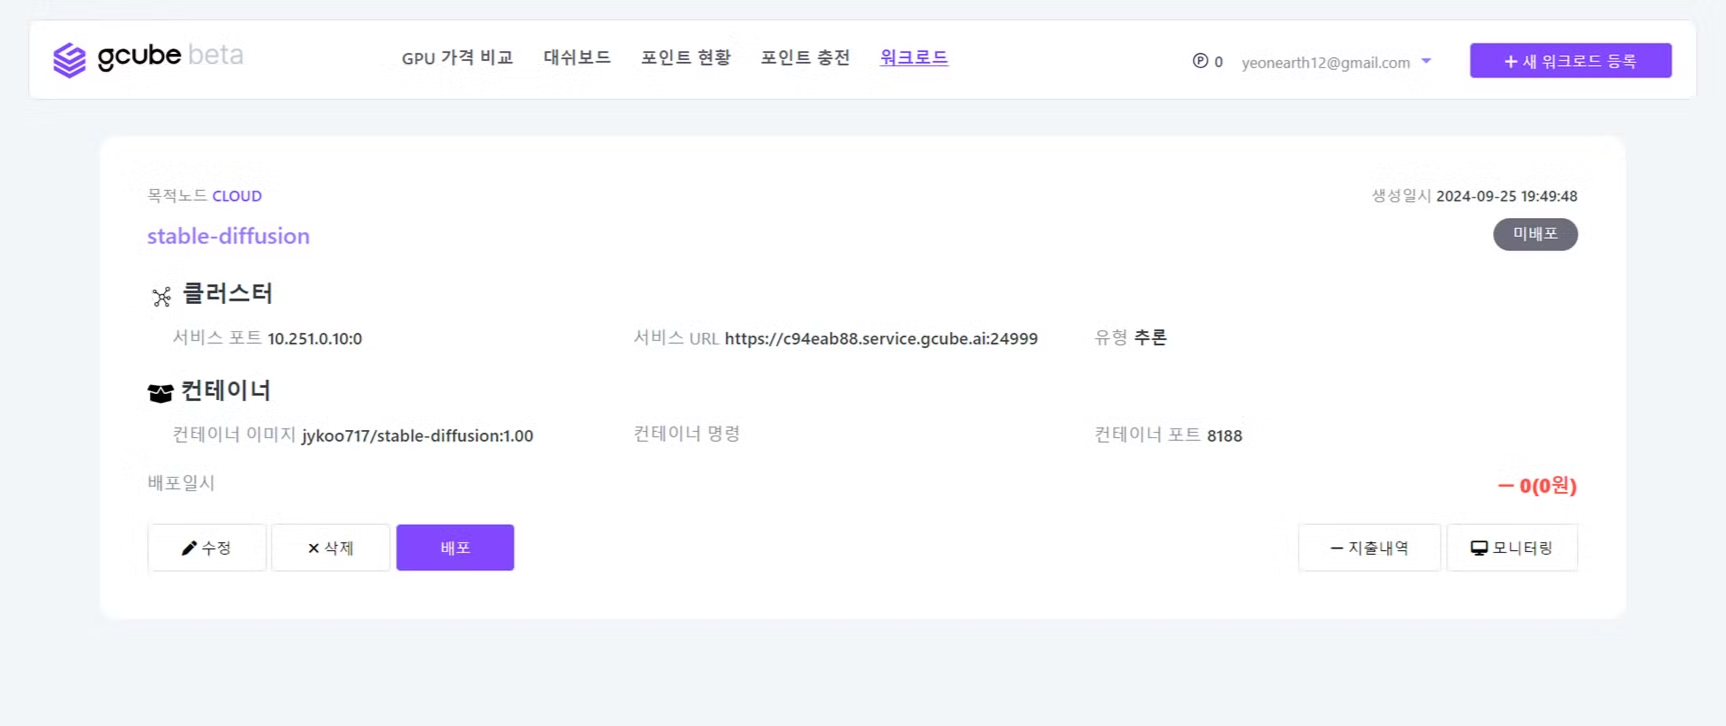 gcube beta
GPU 가격 비교 대쉬보드 포인트 현황 포인트 충전 워크로드
Ⓟ 0 yeonearth12@gmail.com
+ 새 워크로드 등록
목적노드 CLOUD
생성일시 2024-09-25 19:49:48
stable-diffusion
미배포
클러스터
서비스 포트 10.251.0.10:0
서비스 URL https://c94eab88.service.gcube.ai:24999
유형 추론
컨테이너
컨테이너 이미지 jykoo717/stable-diffusion:1.00
컨테이너 명령
컨테이너 포트 8188
배포일시
— 0(0원)
수정
× 삭제
배포
— 지출내역
모니터링